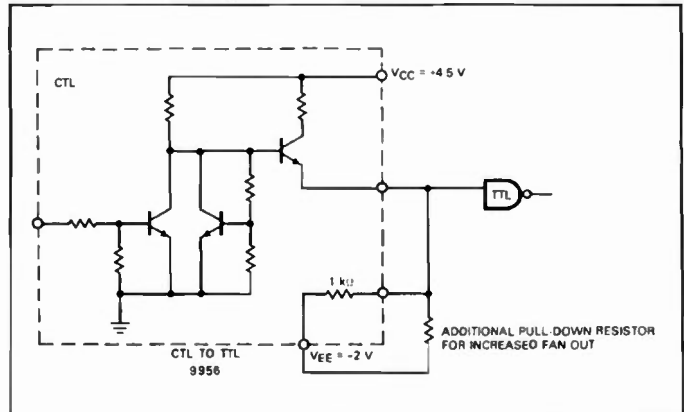 CTL
VCC = +4.5 V
TTL
1 kΩ
VEE = -2 V
CTL TO TTL
9956
ADDITIONAL PULL-DOWN RESISTOR
FOR INCREASED FAN OUT